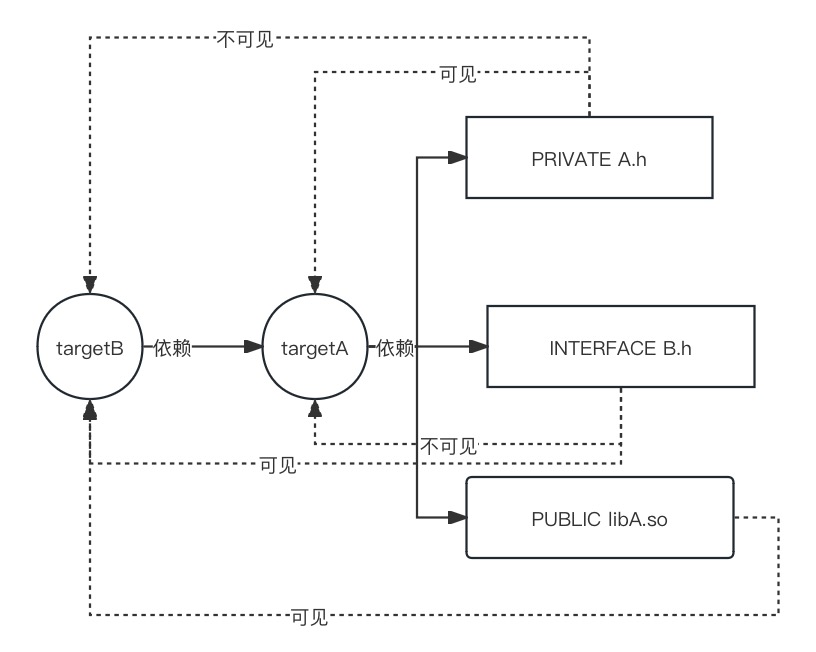 不可见
可见
PRIVATE A.h
targetB
依赖
targetA
依赖
INTERFACE B.h
不可见
可见
PUBLIC libA.so
可见